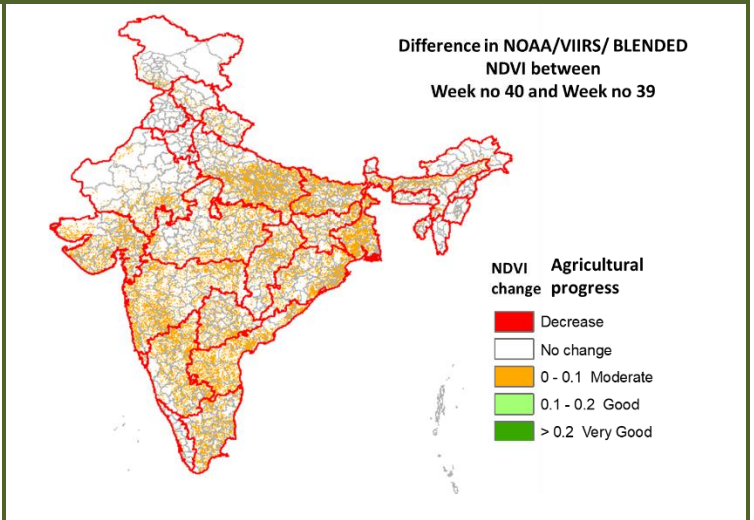 Difference in NOAA/VIIRS/ BLENDED
NDVI between
Week no 40 and Week no 39
NDVI change
Agricultural progress
Decrease
No change
0 - 0.1 Moderate
0.1 - 0.2 Good
> 0.2 Very Good